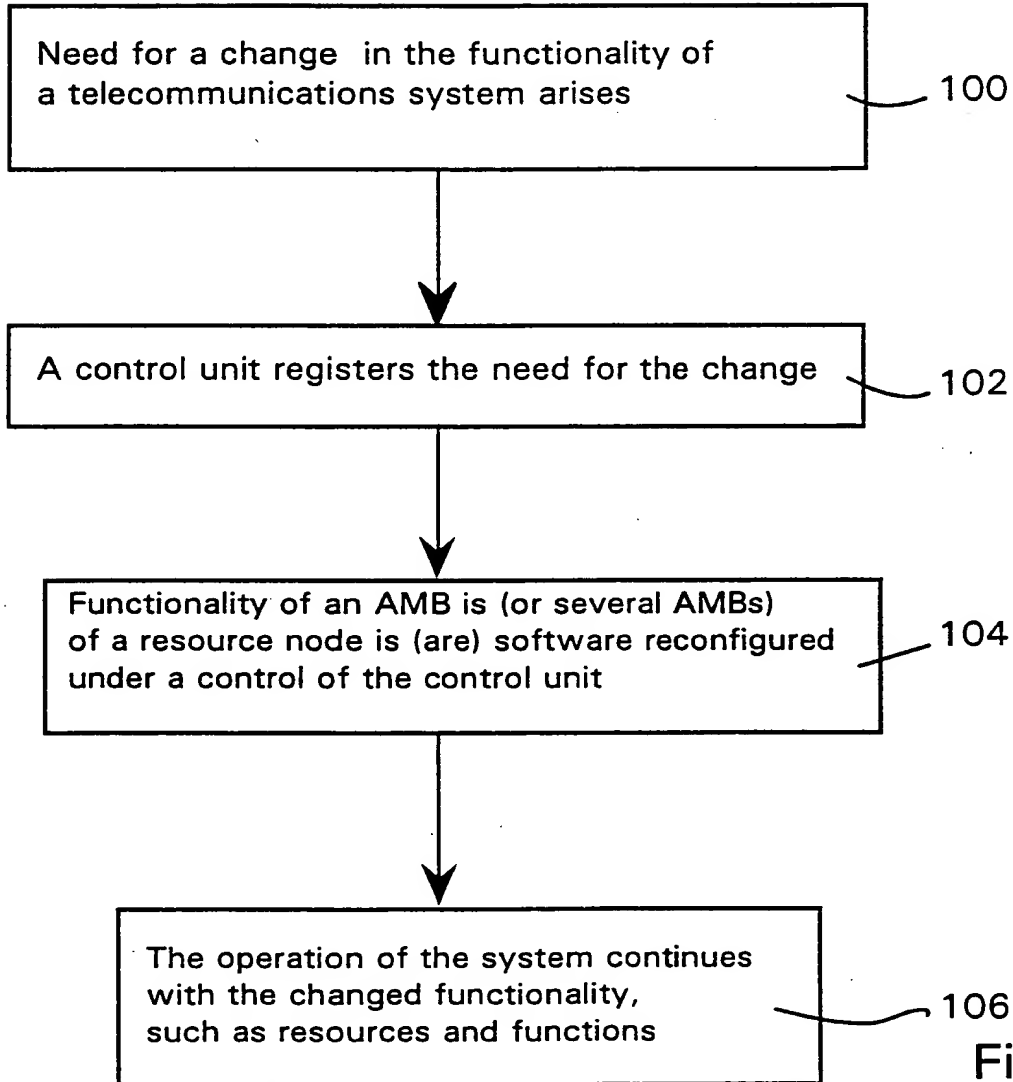 Need for a change in the functionality of
a telecommunications system arises
100
A control unit registers the need for the change
102
Functionality of an AMB is (or several AMBs)
of a resource node is (are) software reconfigured
under a control of the control unit
104
The operation of the system continues
with the changed functionality,
such as resources and functions
106
Fi